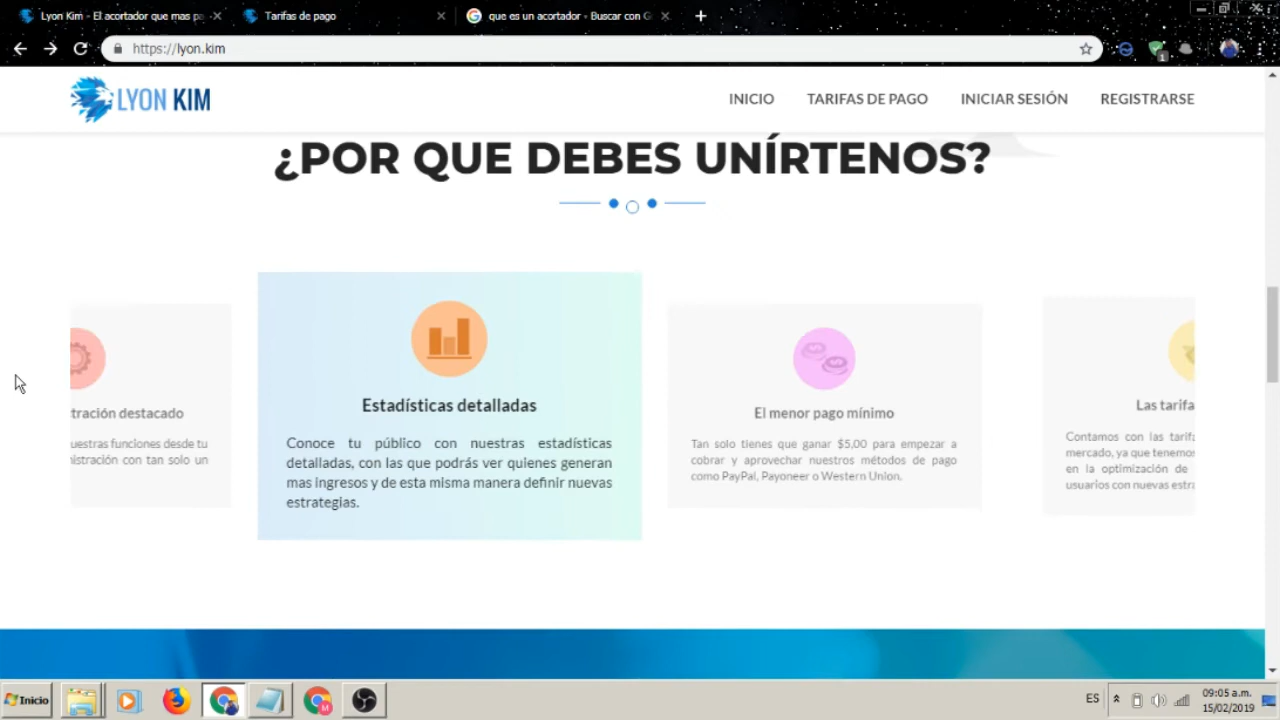 Lyon Kim - El acortador que mas pa
Tarifas de pago
que es un acortador - Buscar con G
https://lyon.kim
LYON KIM
INICIO
TARIFAS DE PAGO
INICIAR SESIÓN
REGISTRARSE
¿POR QUE DEBES UNÍRTENOS?
tración destacado
uestras funciones desde tu
nistración con tan solo un
Estadísticas detalladas
Conoce tu público con nuestras estadísticas
detalladas, con las que podrás ver quienes generan
mas ingresos y de esta misma manera definir nuevas
estrategias.
El menor pago mínimo
Tan solo tienes que ganar $5,00 para empezar a
cobrar y aprovechar nuestros métodos de pago
como PayPal, Payoneer o Western Union.
Las tarifa
Contamos con las tarifa
mercado, ya que tenemos
en la optimización de
usuarios con nuevas estra
Inicio
ES
09:05 a.m.
15/02/2019